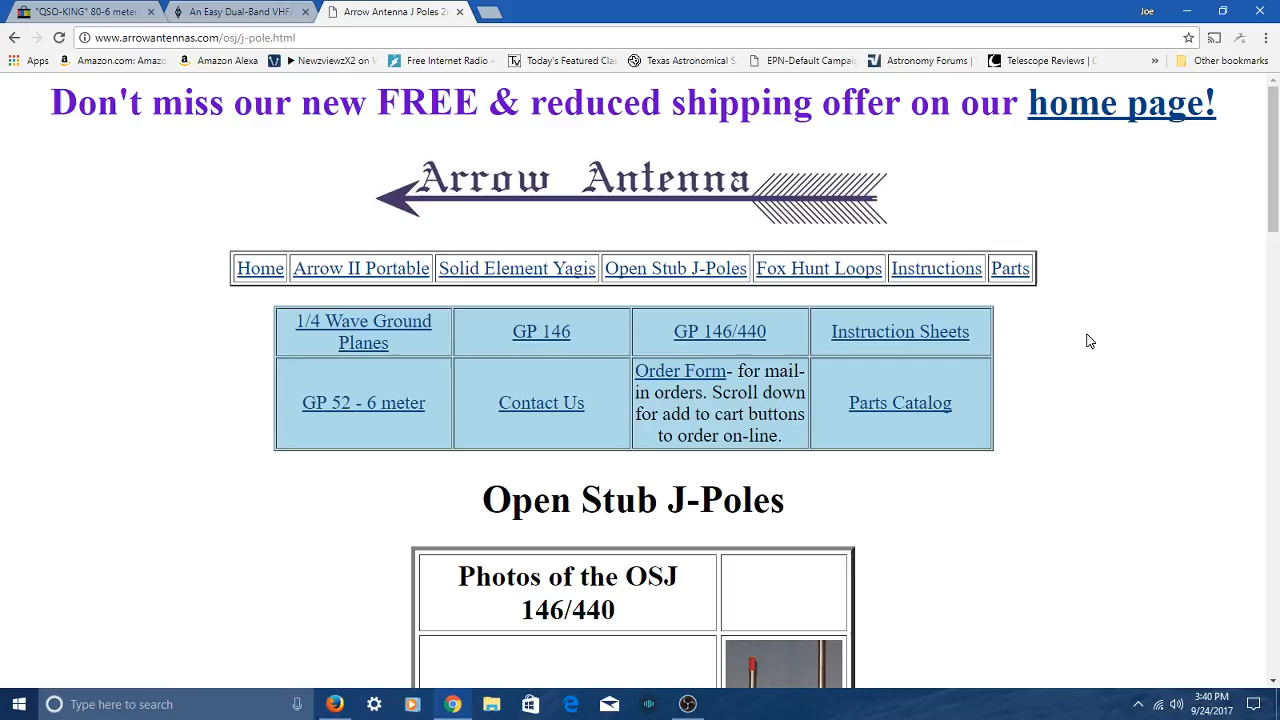 "QSO-KING" 80-6 meter
An Easy Dual-Band VHF/
Arrow Antenna J Poles 2
Joe
www.arrowantennas.com/osj/j-pole.html
Apps
Amazon.com: Amazo
Amazon Alexa
▶ NewzviewzX2 on
Free Internet Radio -
Today's Featured Clas
Texas Astronomical S
EPN-Default Campaig
Astronomy Forums |
Telescope Reviews | C
»
Other bookmarks
Don't miss our new FREE & reduced shipping offer on our home page!
Arrow Antenna
Home
Arrow II Portable
Solid Element Yagis
Open Stub J-Poles
Fox Hunt Loops
Instructions
Parts
1/4 Wave Ground
Planes
GP 146
GP 146/440
Instruction Sheets
GP 52 - 6 meter
Contact Us
Order Form- for mail-
in orders. Scroll down
for add to cart buttons
to order on-line.
Parts Catalog
Open Stub J-Poles
Photos of the OSJ
146/440
Type here to search
3:40 PM
9/24/2017